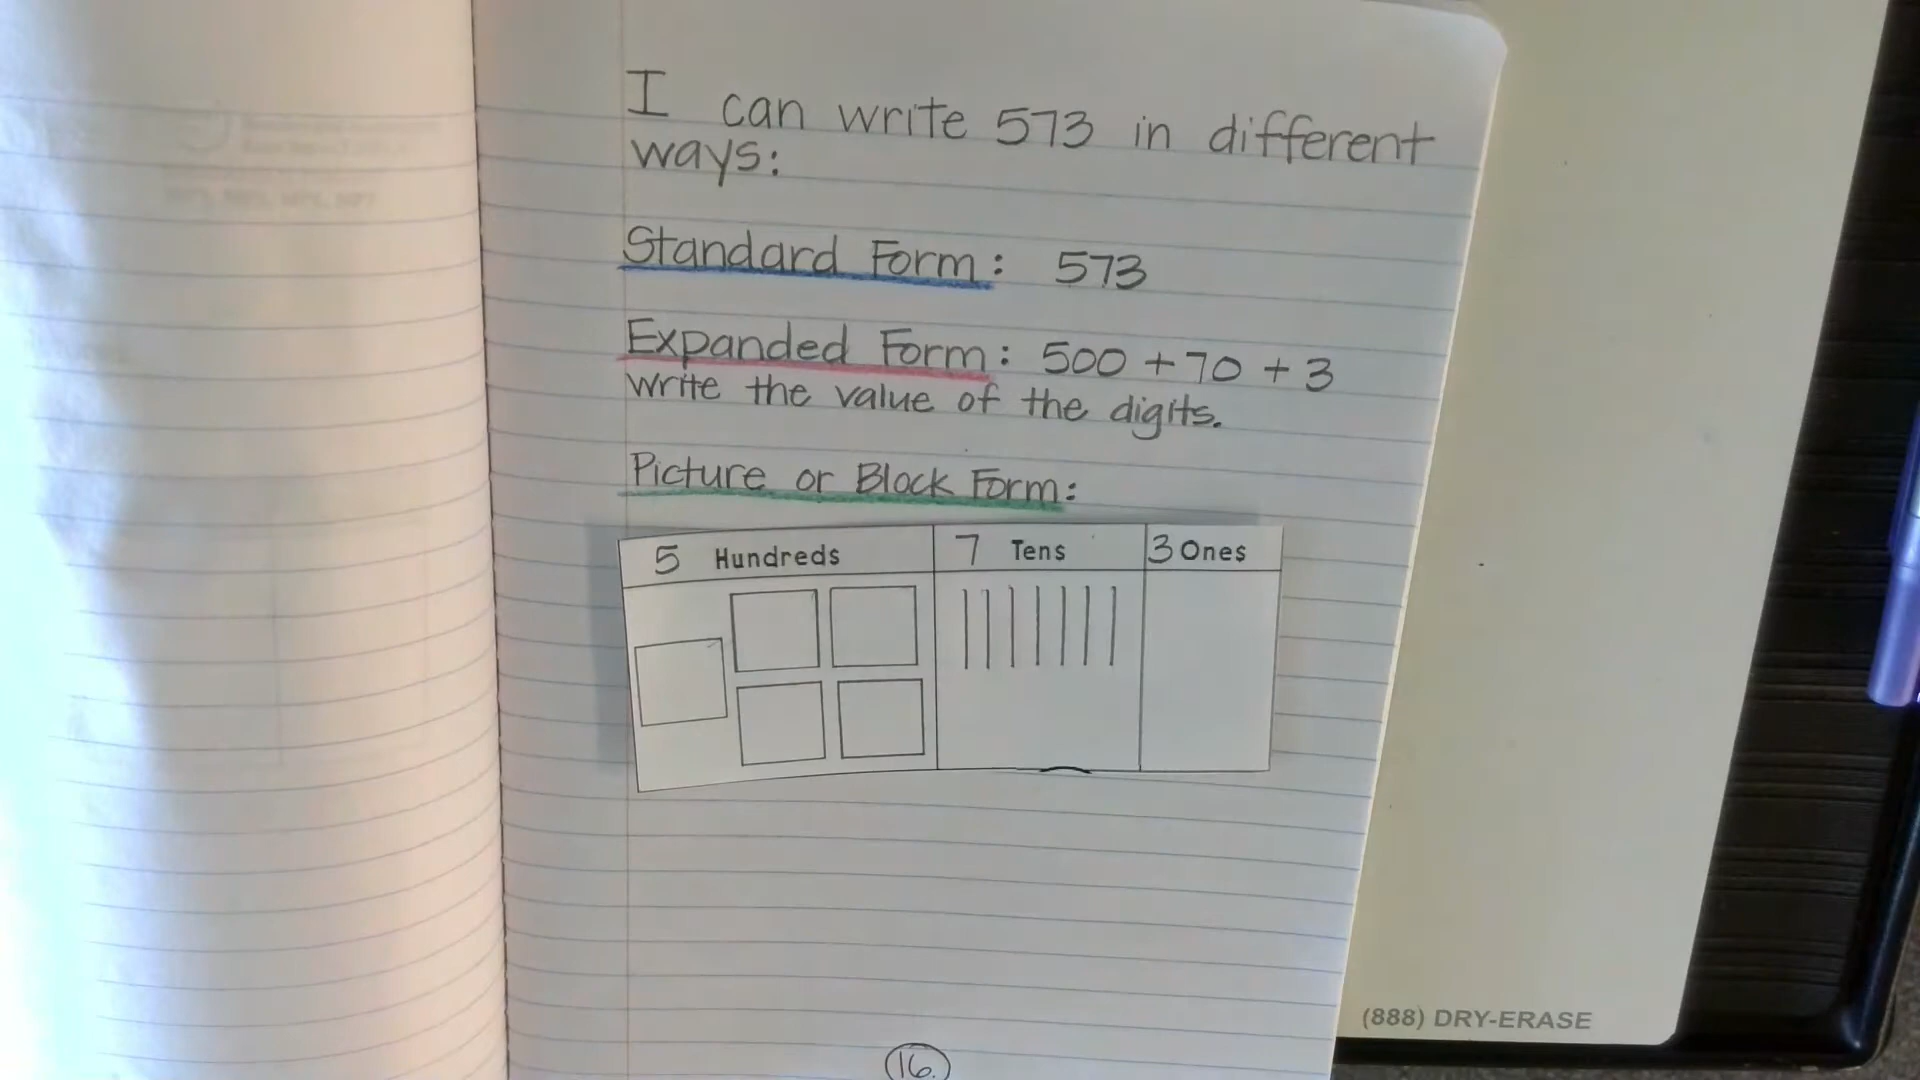 I can write 573 in different
ways:
Standard Form: 573
Expanded Form: 500 + 70 + 3
write the value of the digits.
Picture or Block Form:
5 Hundreds 7 Tens 3 Ones
16.
(888) DRY-ERASE